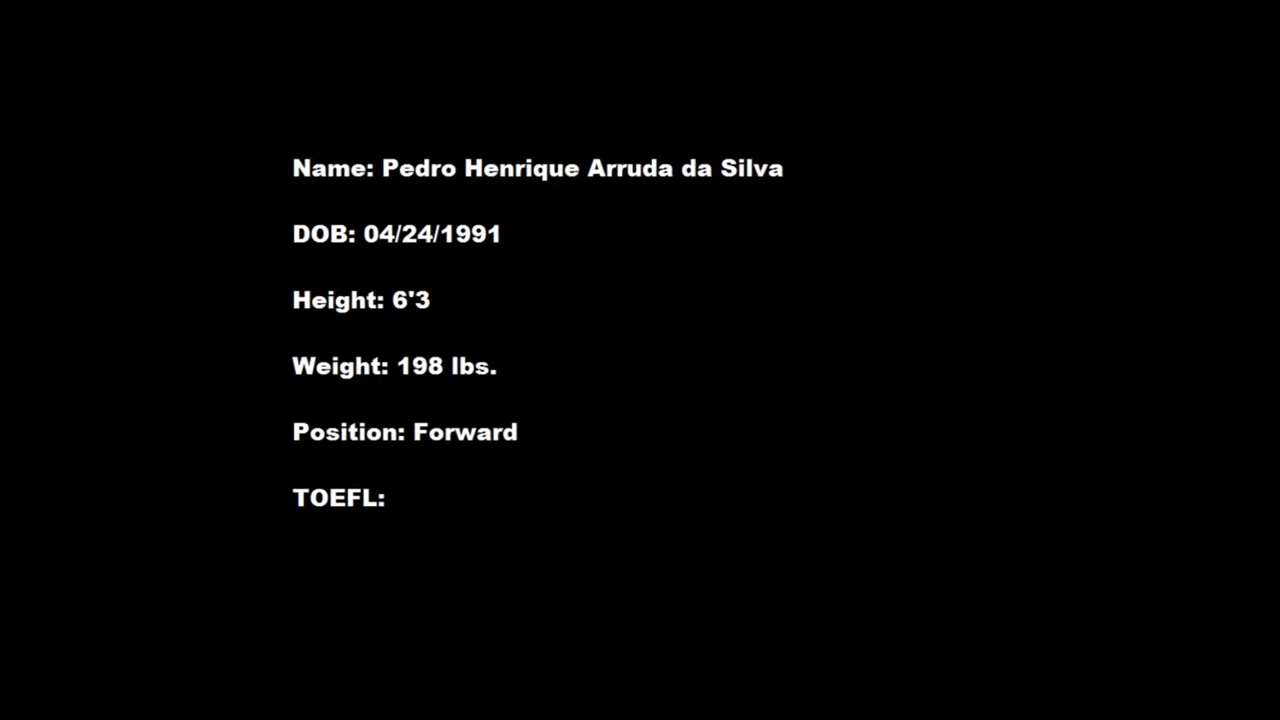 Name: Pedro Henrique Arruda da Silva
DOB: 04/24/1991
Height: 6'3
Weight: 198 lbs.
Position: Forward
TOEFL: